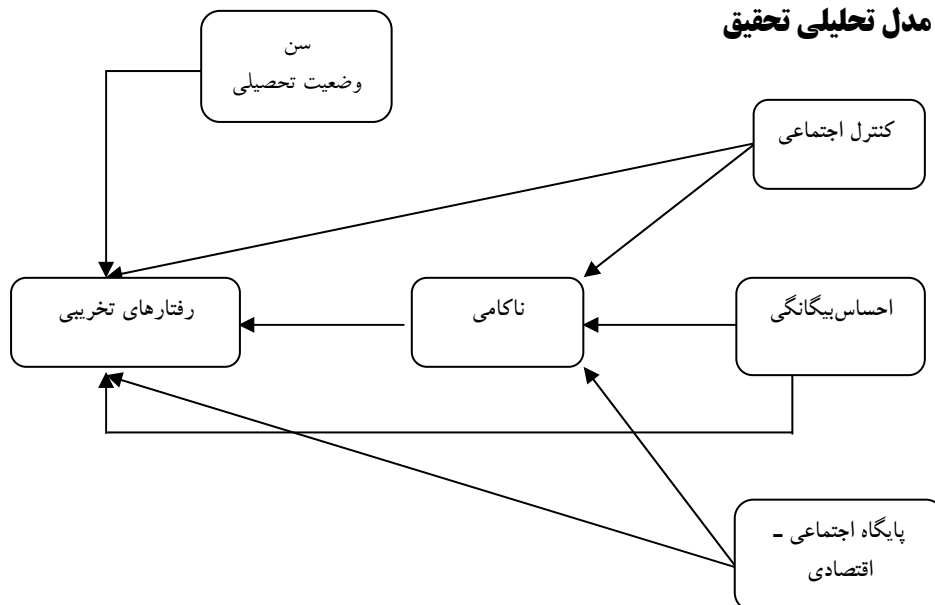 مدل تحلیلی تحقیق
سن
وضعیت تحصیلی
کنترل اجتماعی
احساس‌بیگانگی
ناکامی
رفتارهای تخریبی
پایگاه اجتماعی –
اقتصادی